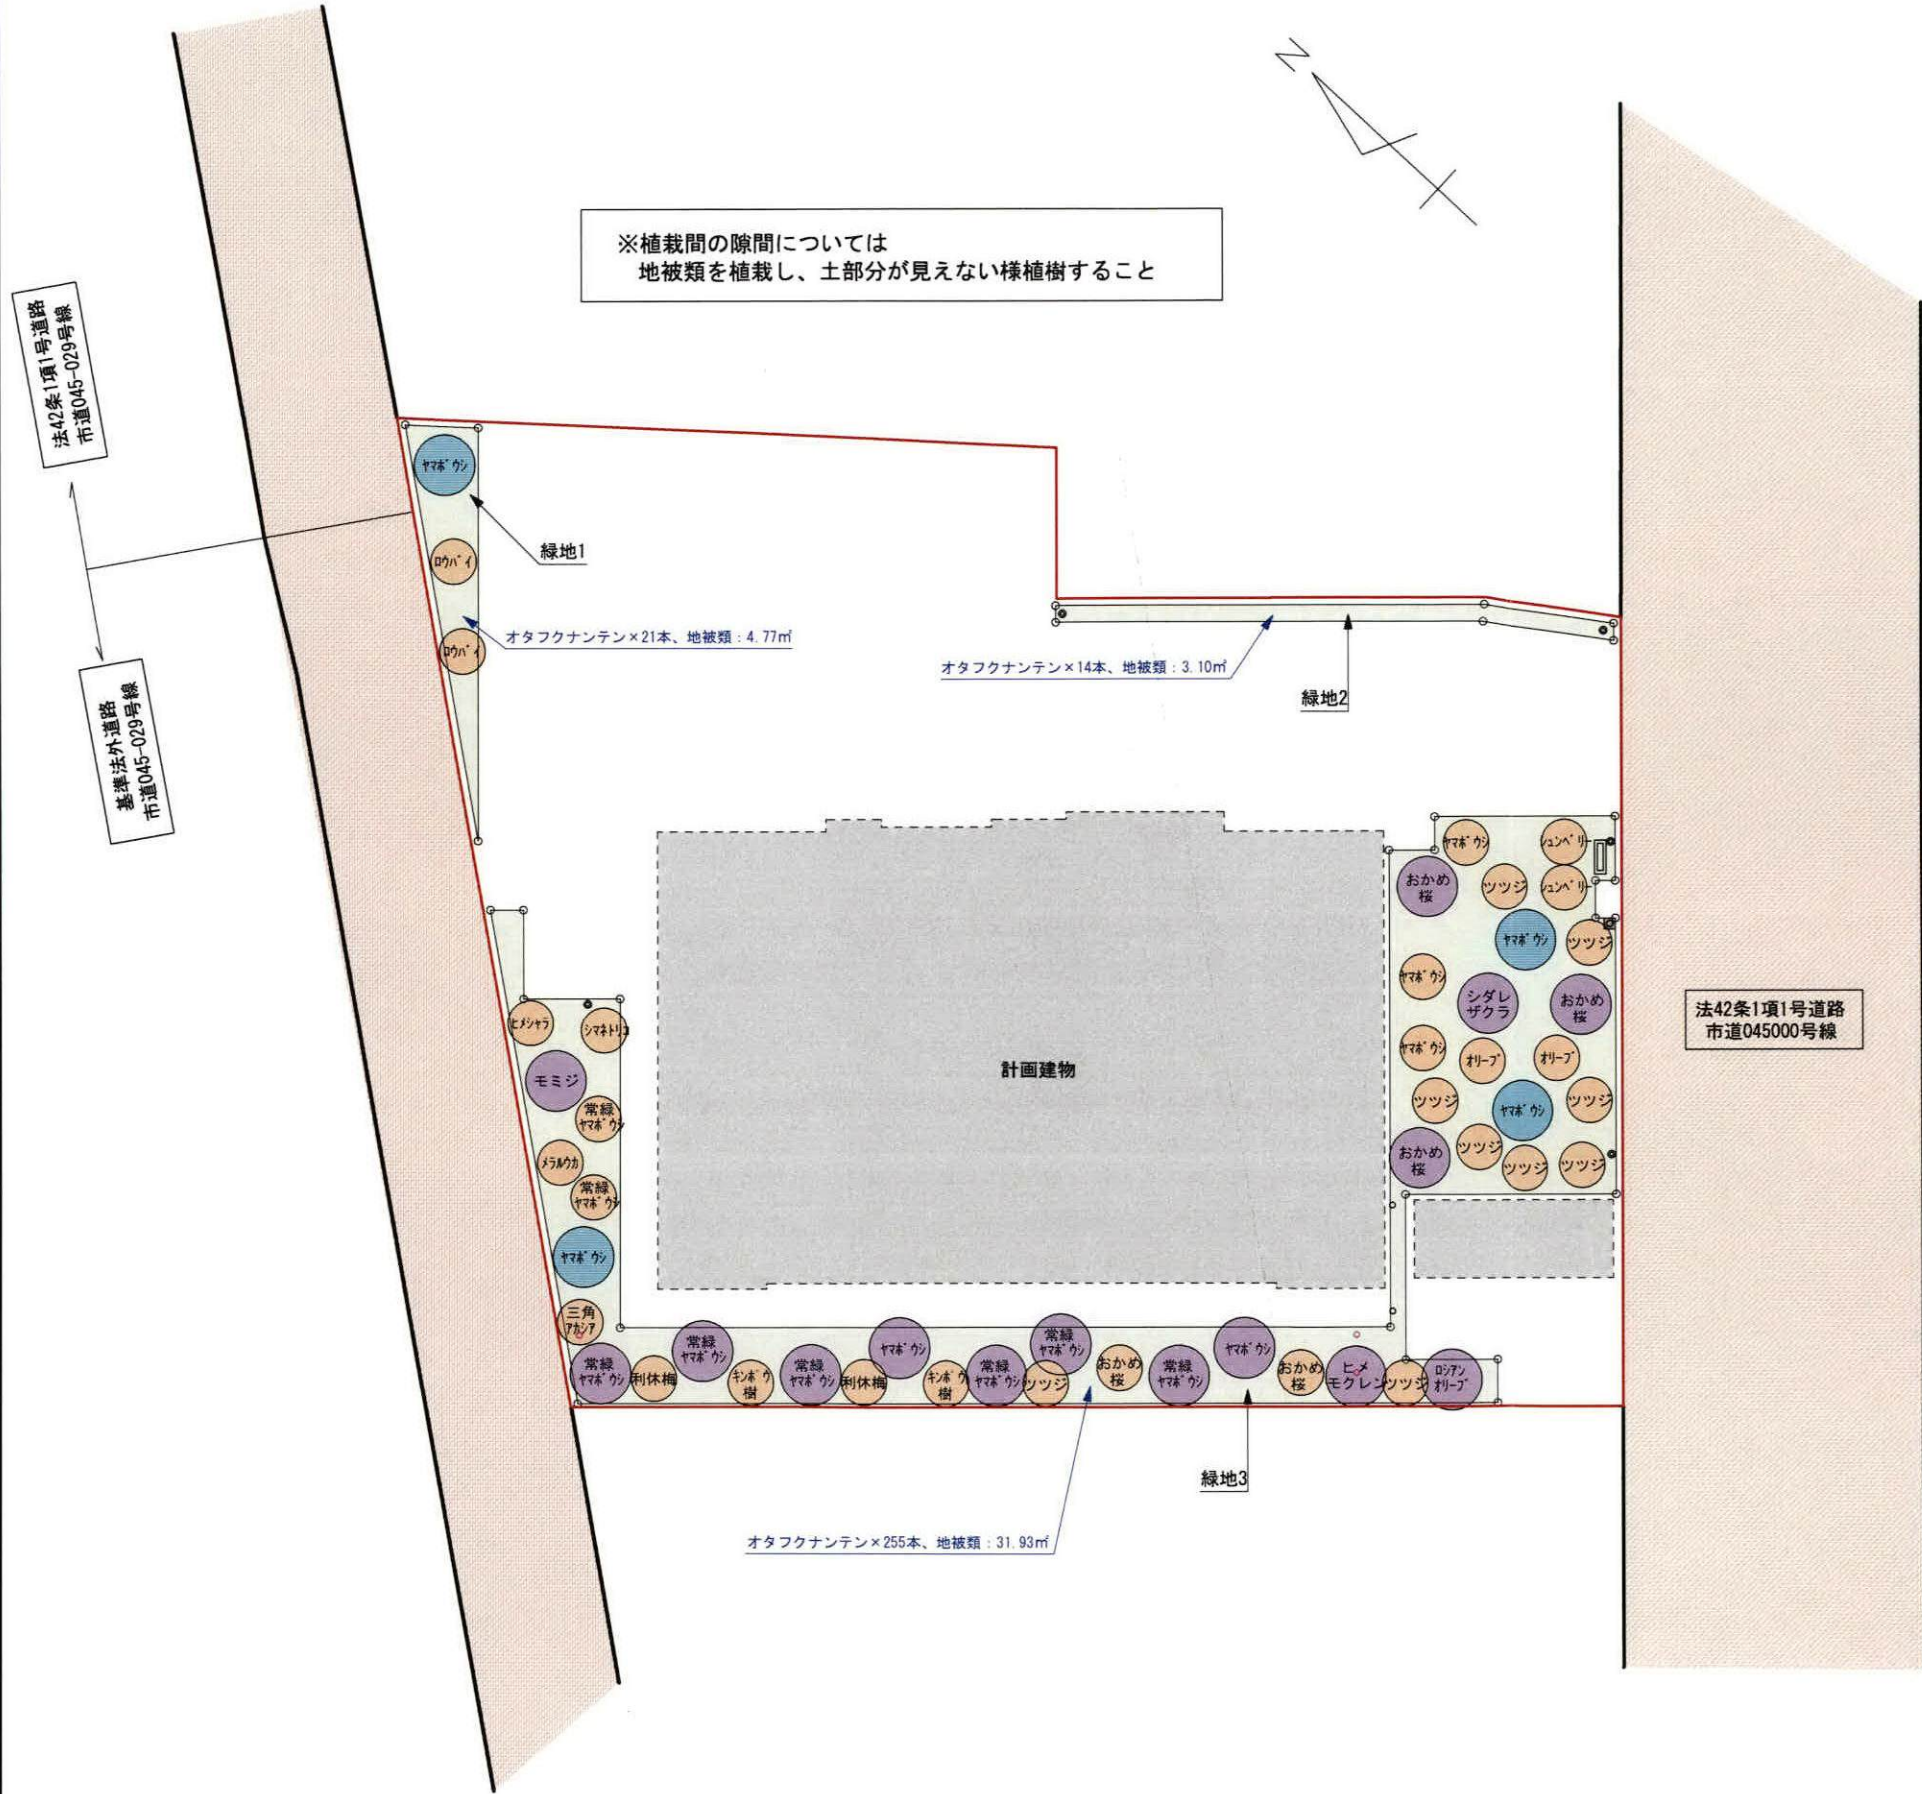 N
※植栽間の隙間については
地被類を植栽し、土部分が見えない様植樹すること
法42条1項1号道路
市道045-029号線
ヤマボウシ
緑地1
ロウバイ
オタフクナンテン×21本、地被類：4.77㎡
ロウバイ
オタフクナンテン×14本、地被類：3.10㎡
緑地2
基準法外道路
市道045-029号線
ヤマボウシ
シュンベリー
おかめ
桜
ツツジ
シュンベリー
ヤマボウシ
ツツジ
ヤマボウシ
シダレ
ザクラ
おかめ
桜
法42条1項1号道路
市道045000号線
ヒメシャラ
シマネトリコ
ヤマボウシ
オリーブ
オリーブ
計画建物
モミジ
常緑
ヤマボウシ
ツツジ
ヤマボウシ
ツツジ
メラルウカ
おかめ
桜
ツツジ
ツツジ
ツツジ
常緑
ヤマボウシ
ヤマボウシ
三角
アカシア
常緑
ヤマボウシ
利休梅
常緑
ヤマボウシ
キンボウ
樹
常緑
ヤマボウシ
利休梅
ヤマボウシ
キンボウ
樹
常緑
ヤマボウシ
ツツジ
常緑
ヤマボウシ
おかめ
桜
常緑
ヤマボウシ
ヤマボウシ
おかめ
桜
ヒメ
モクレン
ツツジ
ロシアン
オリーブ
緑地3
オタフクナンテン×255本、地被類：31.93㎡